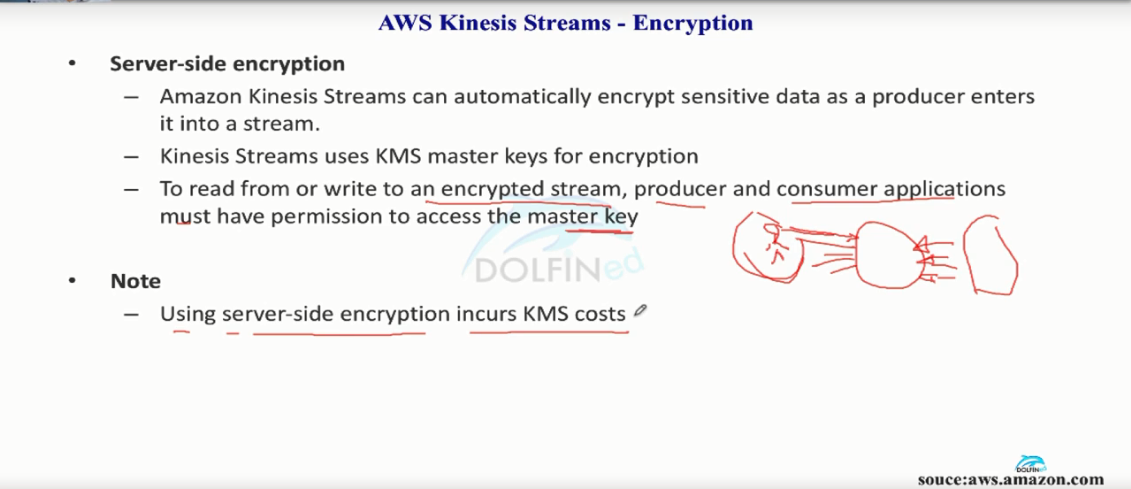 AWS Kinesis Streams - Encryption
• Server-side encryption
– Amazon Kinesis Streams can automatically encrypt sensitive data as a producer enters
it into a stream.
– Kinesis Streams uses KMS master keys for encryption
– To read from or write to an encrypted stream, producer and consumer applications
must have permission to access the master key
DOLFINed
• Note
– Using server-side encryption incurs KMS costs
DOLFINed
souce:aws.amazon.com